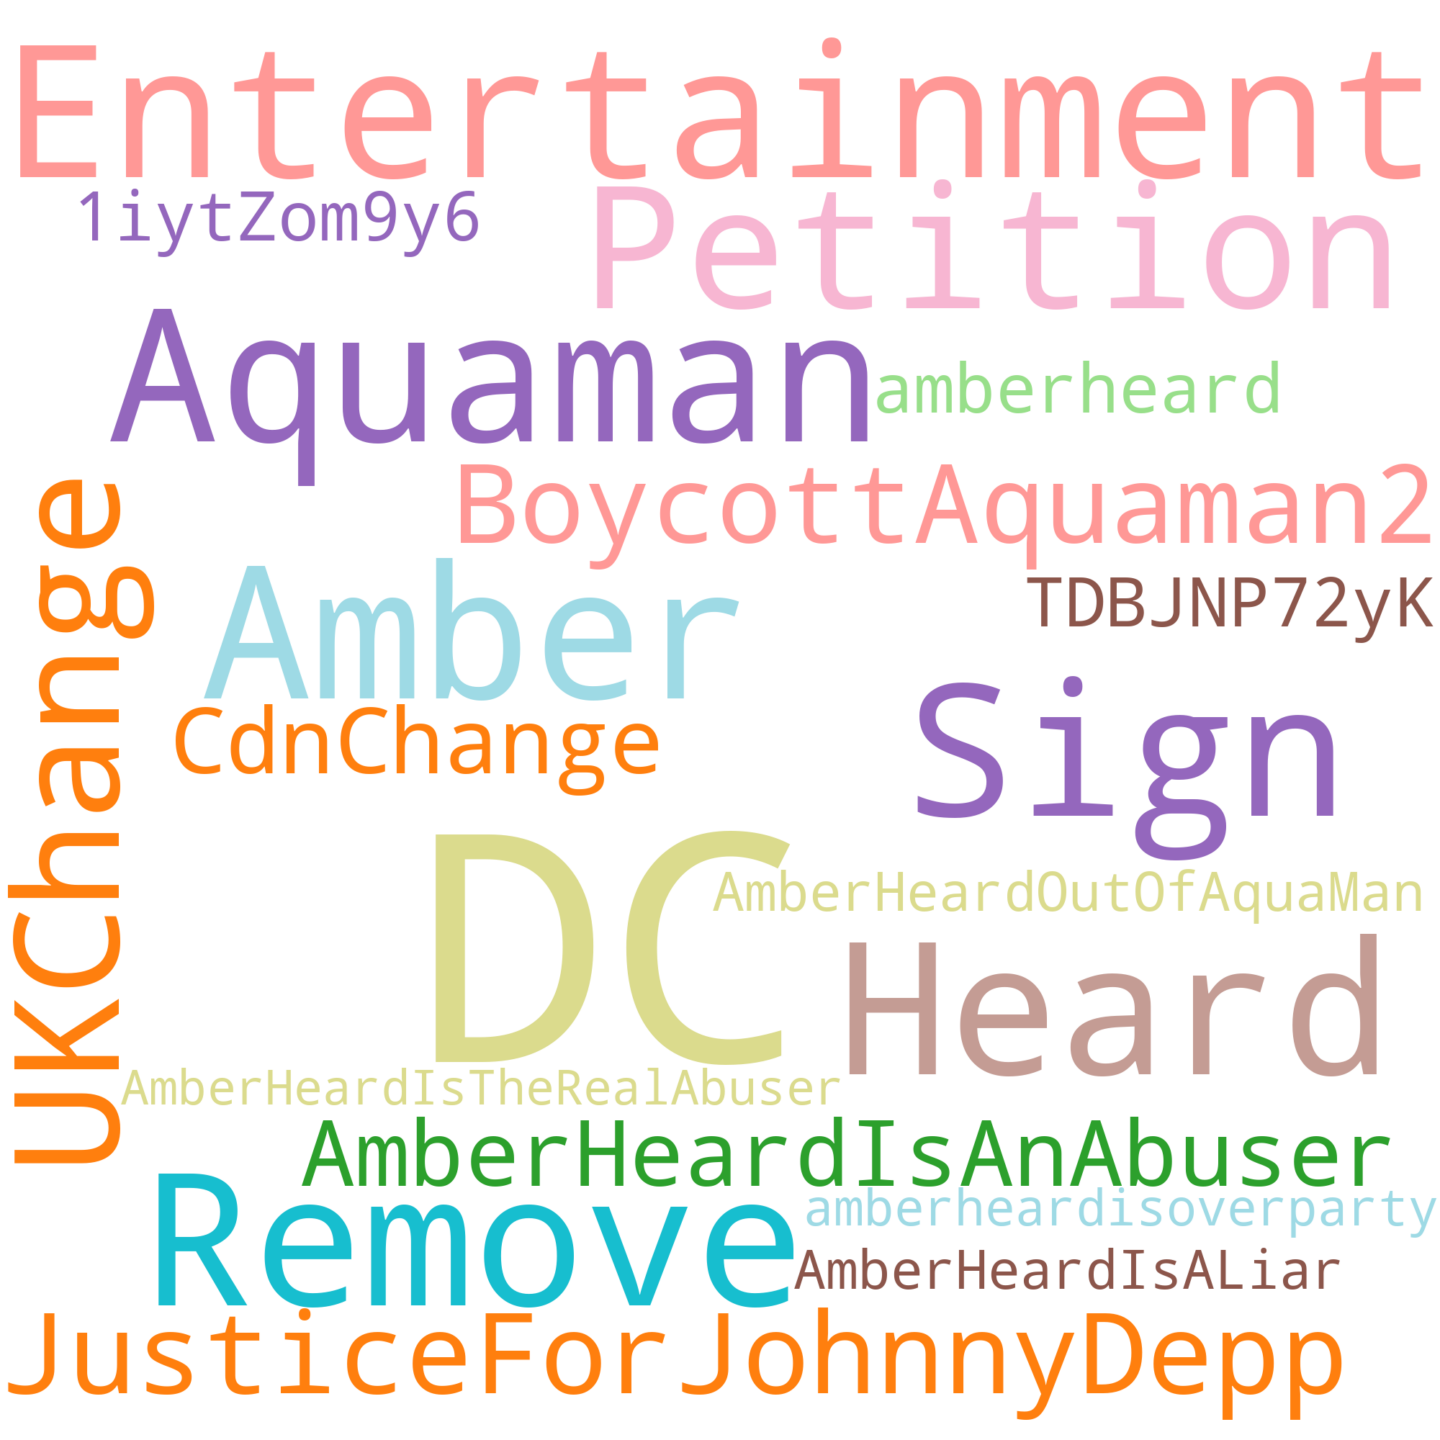 Entertainment
1iytZom9y6
Petition
Aquaman
amberheard
BoycottAquaman2
UKChange
Amber
TDBJNP72yK
CdnChange
Sign
DC
AmberHeardOutOfAquaMan
Heard
AmberHeardIsTheRealAbuser
AmberHeardIsAnAbuser
Remove
amberheardisoverparty
AmberHeardIsALiar
JusticeForJohnnyDepp